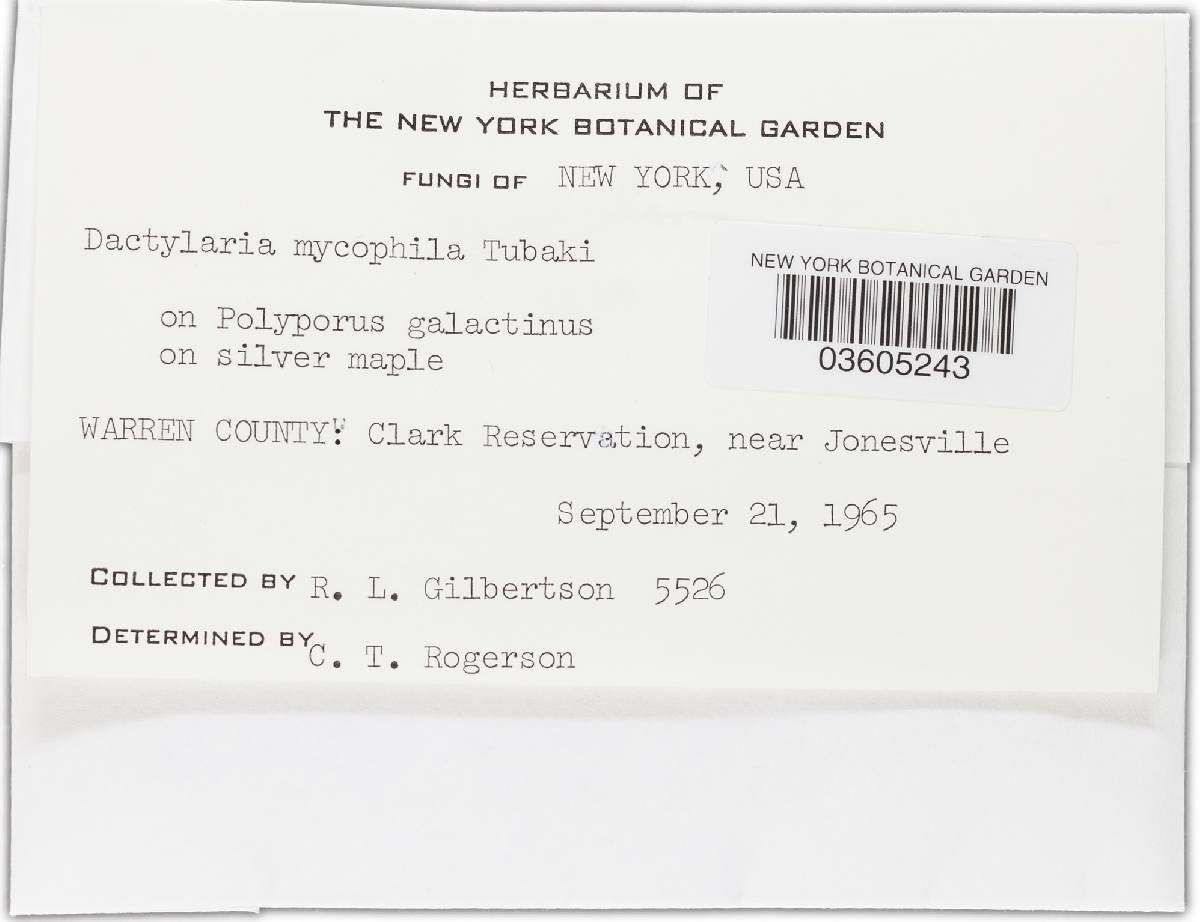 HERBARIUM OF
THE NEW YORK BOTANICAL GARDEN
FUNGI OF NEW YORK, USA
Dactylaria mycophila Tubaki
NEW YORK BOTANICAL GARDEN
03605243
on Polyporus galactinus
on silver maple
WARREN COUNTY: Clark Reservation, near Jonesville
September 21, 1965
COLLECTED BY R. L. Gilbertson 5526
DETERMINED BY C. T. Rogerson